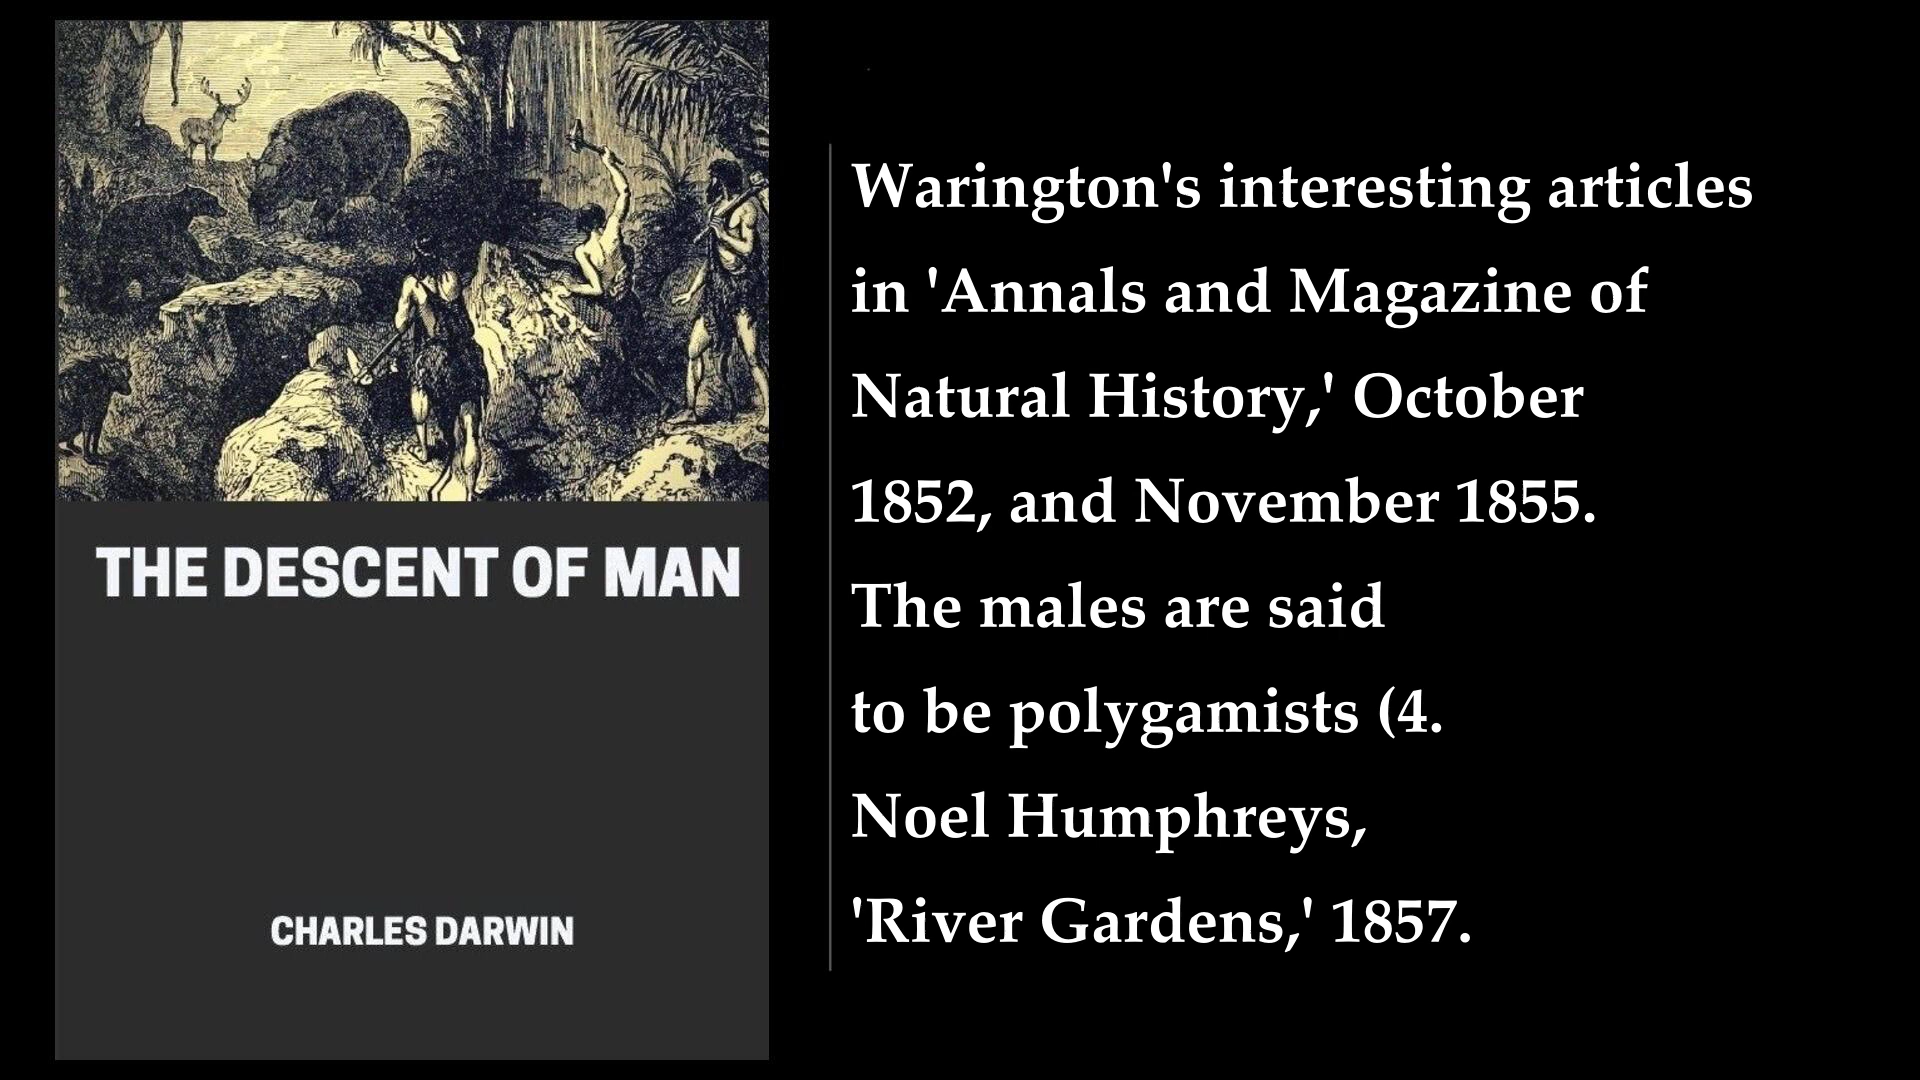 THE DESCENT OF MAN
CHARLES DARWIN
Warington's interesting articles
in 'Annals and Magazine of
Natural History,' October
1852, and November 1855.
The males are said
to be polygamists (4.
Noel Humphreys,
'River Gardens,' 1857.